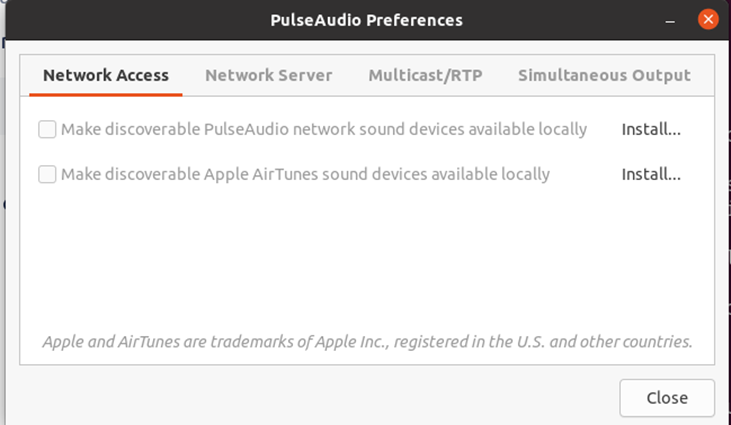 PulseAudio Preferences
Network Access Network Server Multicast/RTP Simultaneous Output
Make discoverable PulseAudio network sound devices available locally Install...
Make discoverable Apple AirTunes sound devices available locally Install...
Apple and AirTunes are trademarks of Apple Inc., registered in the U.S. and other countries.
Close